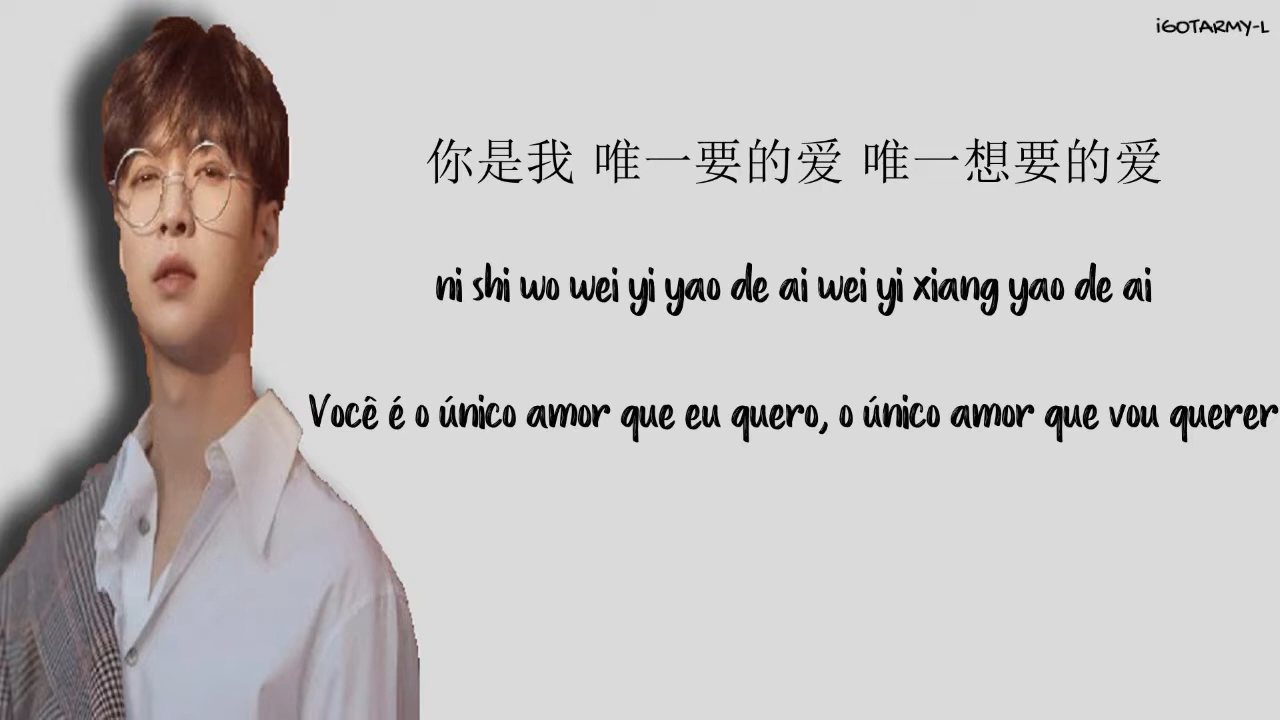 iGOTARMY-L
你是我 唯一要的爱 唯一想要的爱
ni shi wo wei yi yao de ai wei yi xiang yao de ai
Você é o único amor que eu quero, o único amor que vou querer